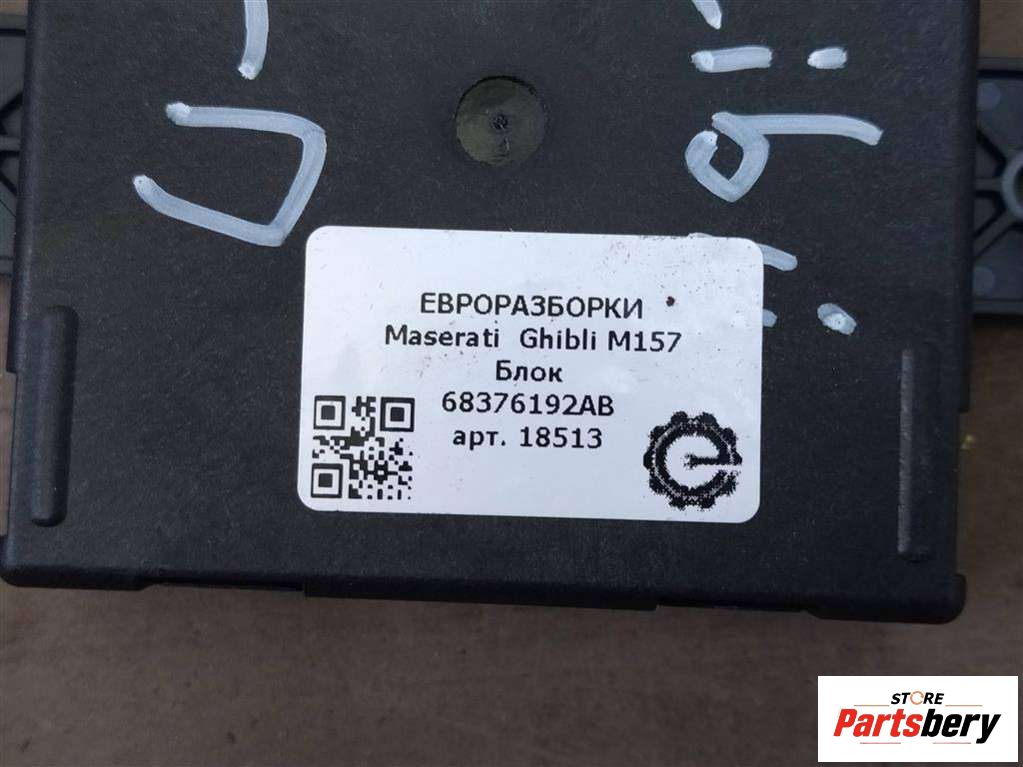 ЕВРОРАЗБОРКИ
Maserati Ghibli M157
Блок
68376192AB
арт. 18513
STORE
Partsbery